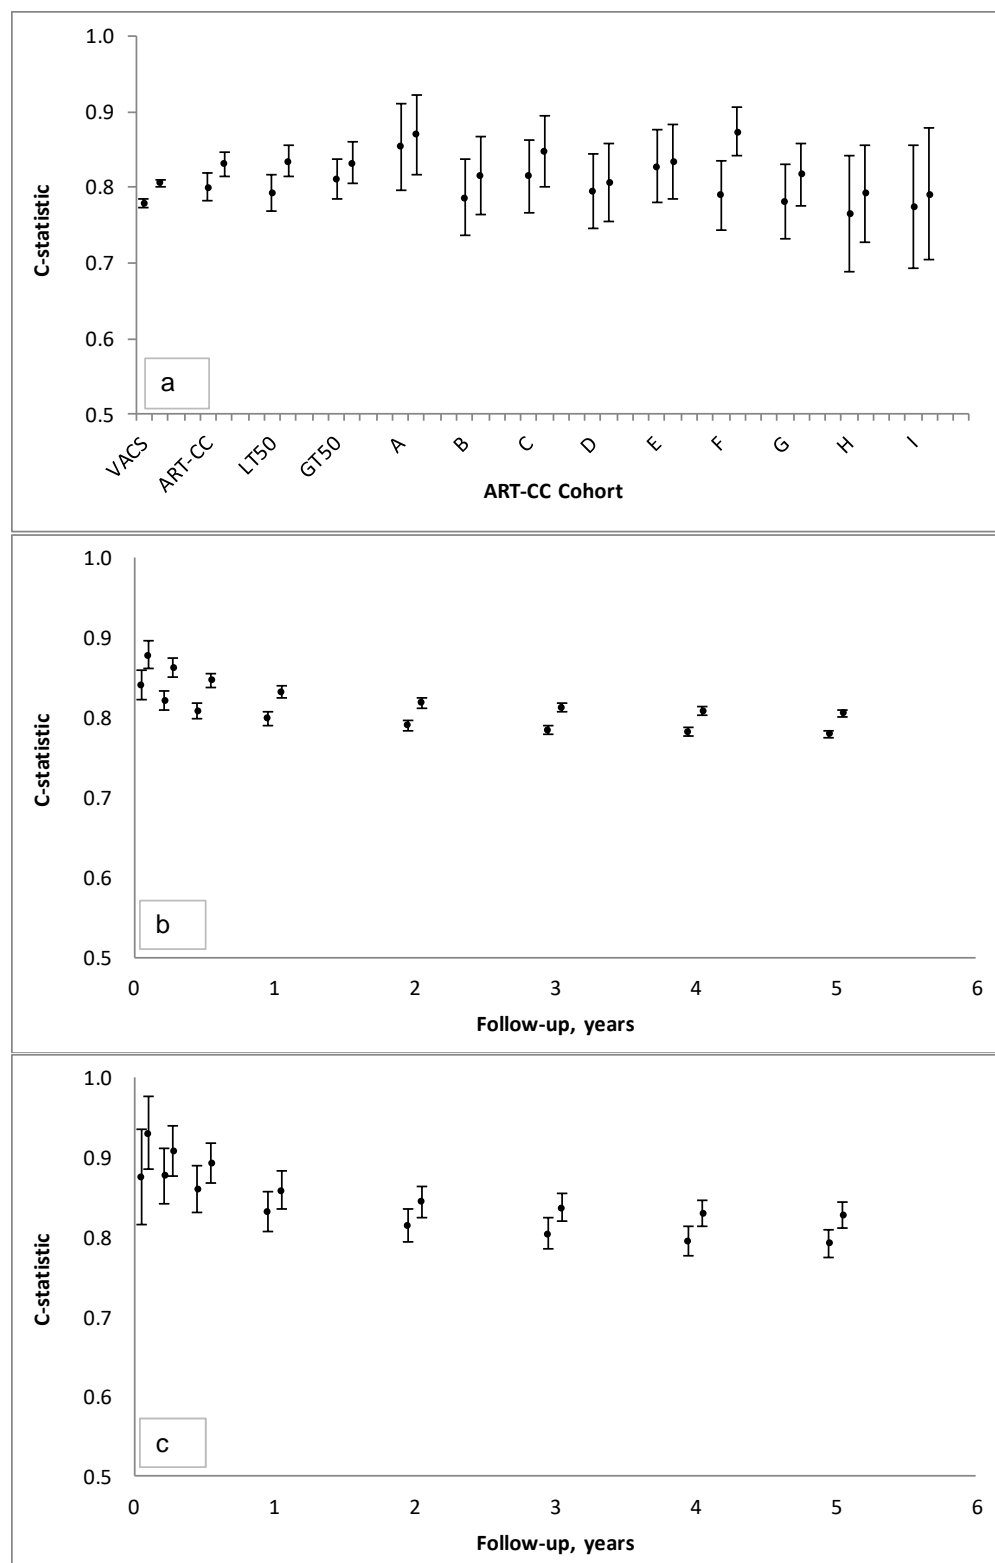 1.0
0.9
0.8
0.7
0.6
0.5
C-statistic
a
VACS ART-CC LT50 GT50 A B C D E F G H I
ART-CC Cohort
1.0
0.9
0.8
0.7
0.6
0.5
C-statistic
b
0 1 2 3 4 5 6
Follow-up, years
1.0
0.9
0.8
0.7
0.6
0.5
C-statistic
c
0 1 2 3 4 5 6
Follow-up, years